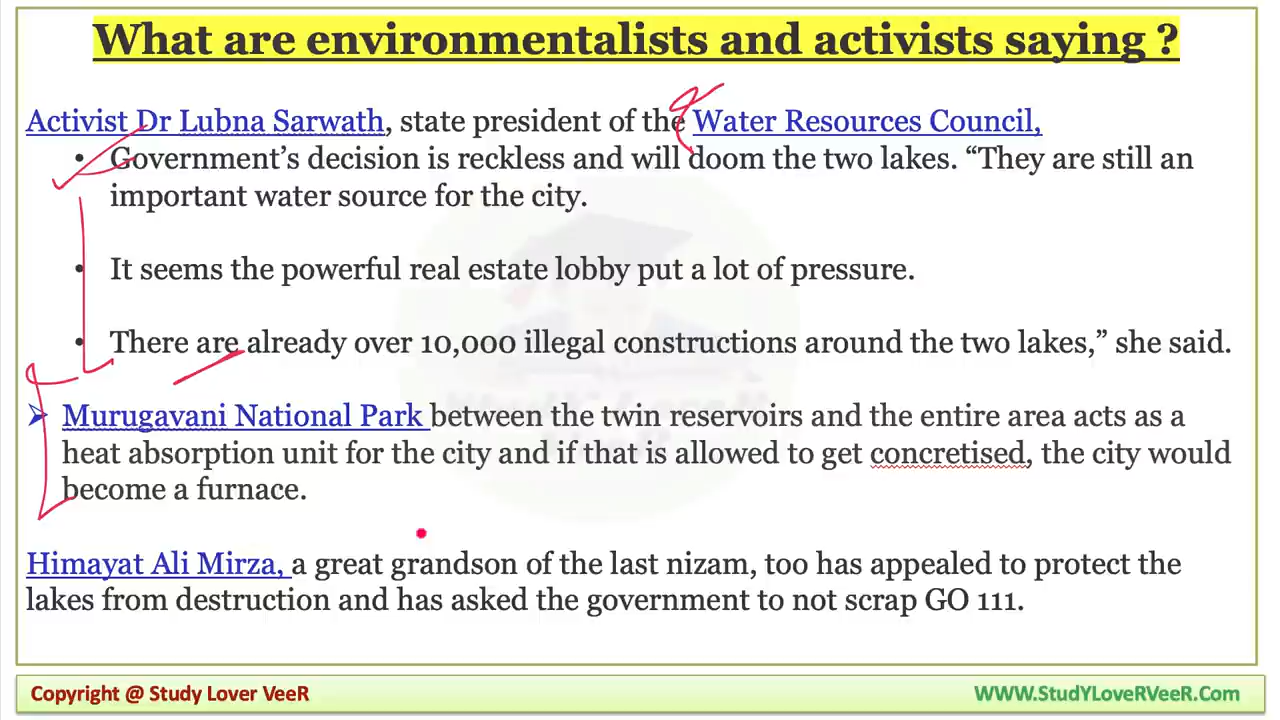 What are environmentalists and activists saying ?
Activist Dr Lubna Sarwath, state president of the Water Resources Council,
• Government’s decision is reckless and will doom the two lakes. “They are still an
important water source for the city.
• It seems the powerful real estate lobby put a lot of pressure.
• There are already over 10,000 illegal constructions around the two lakes,” she said.
➢ Murugavani National Park between the twin reservoirs and the entire area acts as a
heat absorption unit for the city and if that is allowed to get concretised, the city would
become a furnace.
Himayat Ali Mirza, a great grandson of the last nizam, too has appealed to protect the
lakes from destruction and has asked the government to not scrap GO 111.
Copyright @ Study Lover VeeR
WWW.StudYLoveRVeeR.Com